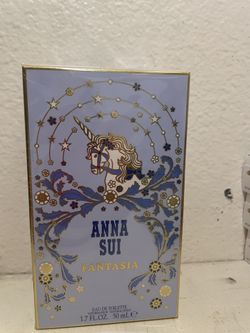 ANNA
SUI
FANTASIA
EAU DE TOILETTE
1.7 FL.OZ. 50 mL ℮